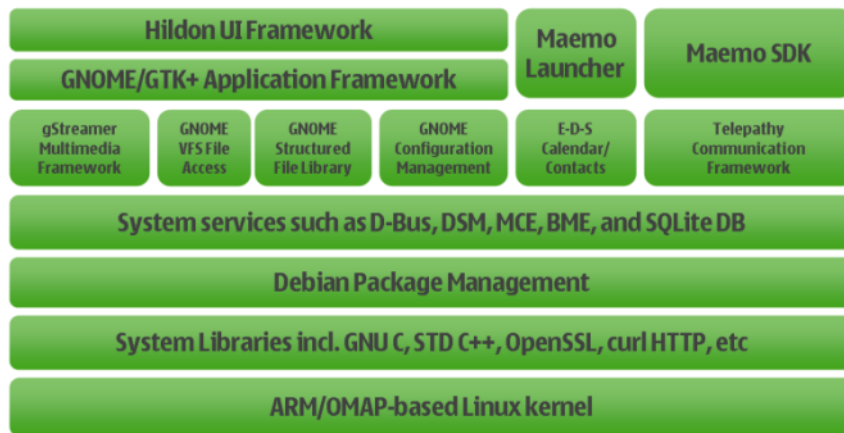 Hildon UI Framework
GNOME/GTK+ Application Framework
Maemo
Launcher
Maemo SDK
gStreamer
Multimedia
Framework
GNOME
VFS File
Access
GNOME
Structured
File Library
GNOME
Configuration
Management
E-D-S
Calendar/
Contacts
Telepathy
Communication
Framework
System services such as D-Bus, DSM, MCE, BME, and SQLite DB
Debian Package Management
System Libraries incl. GNU C, STD C++, OpenSSL, curl HTTP, etc
ARM/OMAP-based Linux kernel